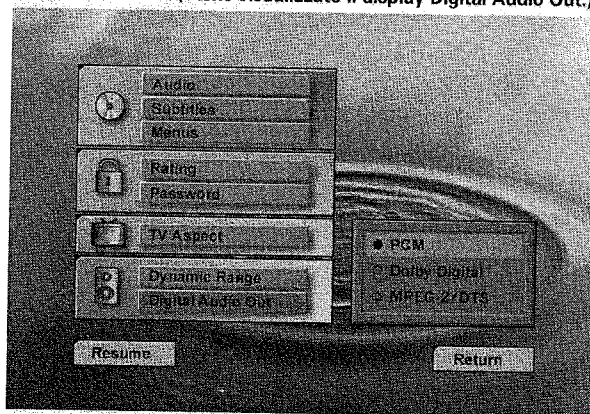 visualizzato il display Digital Audio Out.)
Audio
Subtitles
Menus
Rating
Password
TV Aspect
Dynamic Range
Digital Audio Out
PCM
Dolby Digital
MPEG-2/DTS
Resume
Return